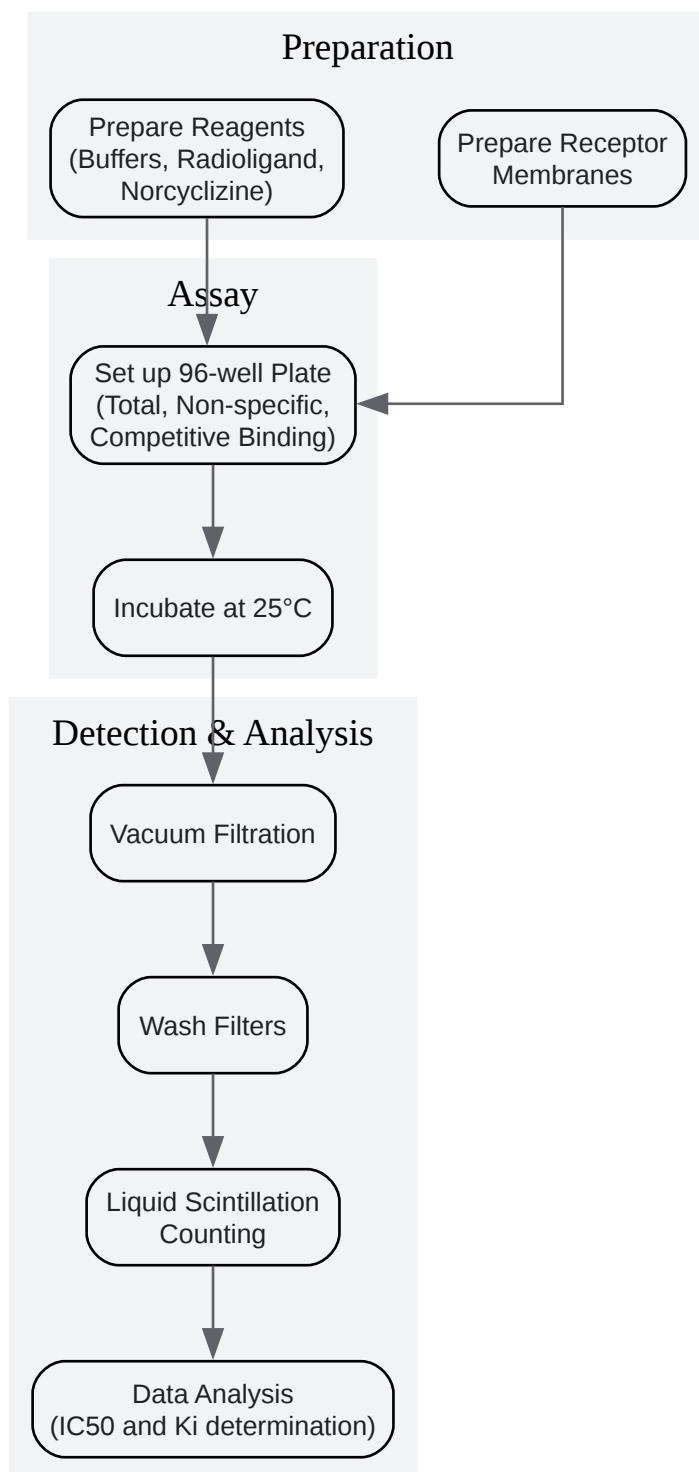 Preparation
Prepare Reagents
(Buffers, Radioligand,
Norcyclizine)
Prepare Receptor
Membranes
Assay
Set up 96-well Plate
(Total, Non-specific,
Competitive Binding)
Incubate at 25°C
Detection & Analysis
Vacuum Filtration
Wash Filters
Liquid Scintillation
Counting
Data Analysis
(IC50 and Ki determination)